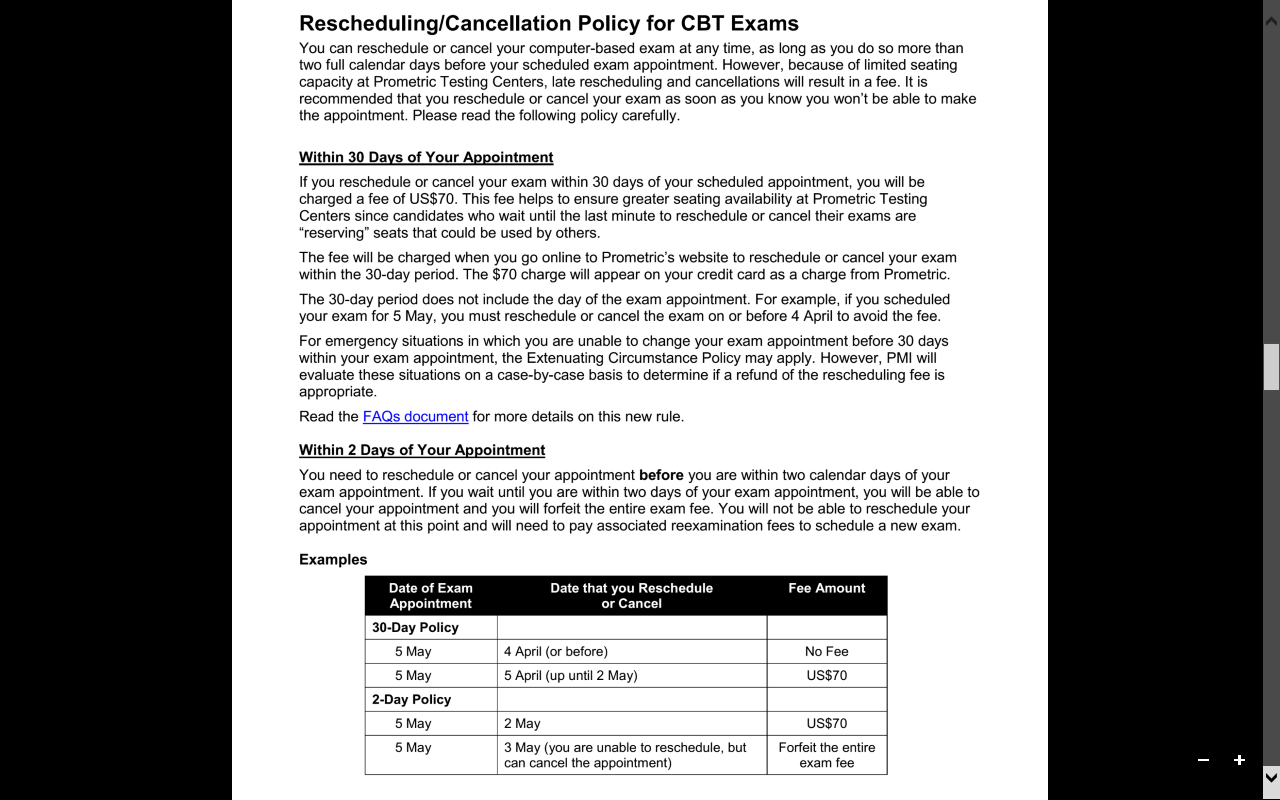 Rescheduling/Cancellation Policy for CBT Exams
You can reschedule or cancel your computer-based exam at any time, as long as you do so more than
two full calendar days before your scheduled exam appointment. However, because of limited seating
capacity at Prometric Testing Centers, late rescheduling and cancellations will result in a fee. It is
recommended that you reschedule or cancel your exam as soon as you know you won’t be able to make
the appointment. Please read the following policy carefully.
Within 30 Days of Your Appointment
If you reschedule or cancel your exam within 30 days of your scheduled appointment, you will be
charged a fee of US$70. This fee helps to ensure greater seating availability at Prometric Testing
Centers since candidates who wait until the last minute to reschedule or cancel their exams are
“reserving” seats that could be used by others.
The fee will be charged when you go online to Prometric’s website to reschedule or cancel your exam
within the 30-day period. The $70 charge will appear on your credit card as a charge from Prometric.
The 30-day period does not include the day of the exam appointment. For example, if you scheduled
your exam for 5 May, you must reschedule or cancel the exam on or before 4 April to avoid the fee.
For emergency situations in which you are unable to change your exam appointment before 30 days
within your exam appointment, the Extenuating Circumstance Policy may apply. However, PMI will
evaluate these situations on a case-by-case basis to determine if a refund of the rescheduling fee is
appropriate.
Read the FAQs document for more details on this new rule.
Within 2 Days of Your Appointment
You need to reschedule or cancel your appointment before you are within two calendar days of your
exam appointment. If you wait until you are within two days of your exam appointment, you will be able to
cancel your appointment and you will forfeit the entire exam fee. You will not be able to reschedule your
appointment at this point and will need to pay associated reexamination fees to schedule a new exam.
Examples
Date of Exam Appointment Date that you Reschedule or Cancel Fee Amount
30-Day Policy
5 May 4 April (or before) No Fee
5 May 5 April (up until 2 May) US$70
2-Day Policy
5 May 2 May US$70
5 May 3 May (you are unable to reschedule, but can cancel the appointment) Forfeit the entire exam fee